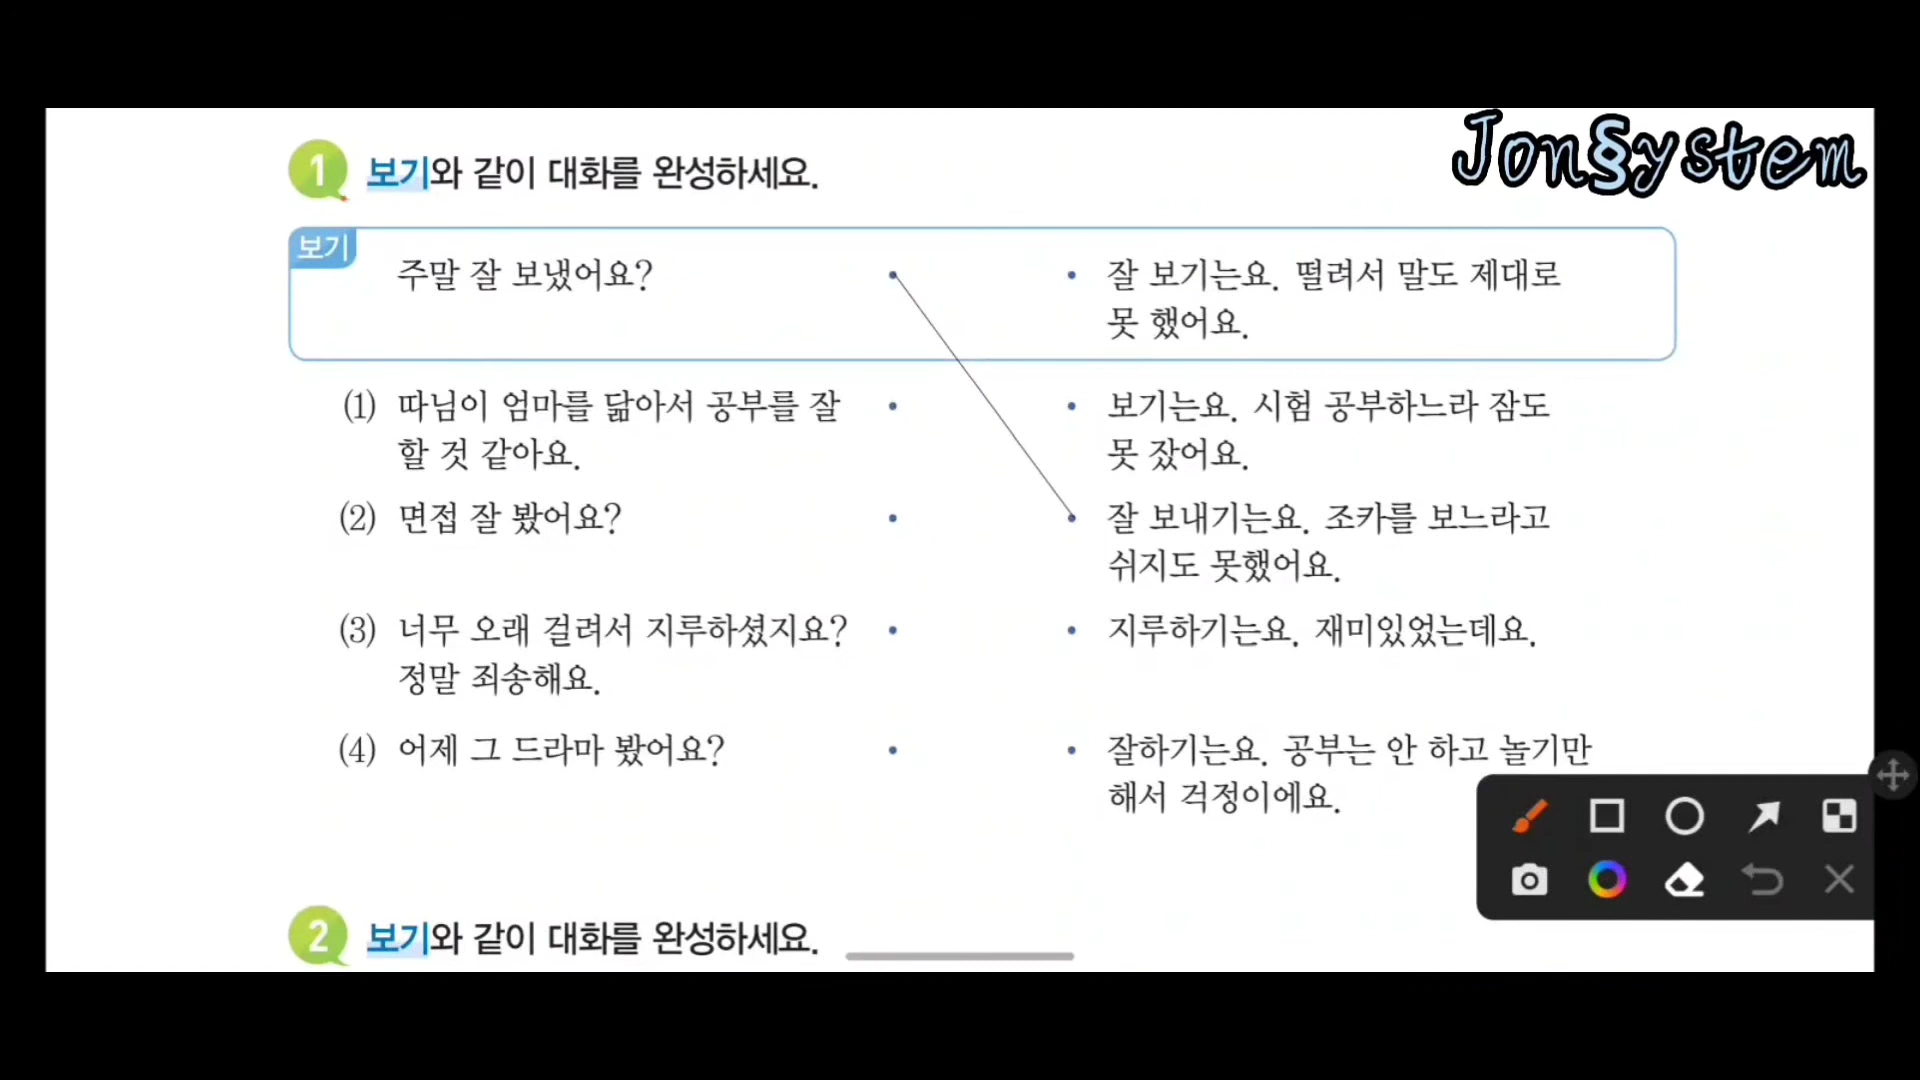 Jon§ystem
1 보기와 같이 대화를 완성하세요.
보기
주말 잘 보냈어요?
잘 보기는요. 떨려서 말도 제대로
못 했어요.
(1) 따님이 엄마를 닮아서 공부를 잘
할 것 같아요.
보기는요. 시험 공부하느라 잠도
못 잤어요.
(2) 면접 잘 봤어요?
잘 보내기는요. 조카를 보느라고
쉬지도 못했어요.
(3) 너무 오래 걸려서 지루하셨지요?
정말 죄송해요.
지루하기는요. 재미있었는데요.
(4) 어제 그 드라마 봤어요?
잘하기는요. 공부는 안 하고 놀기만
해서 걱정이에요.
2 보기와 같이 대화를 완성하세요.